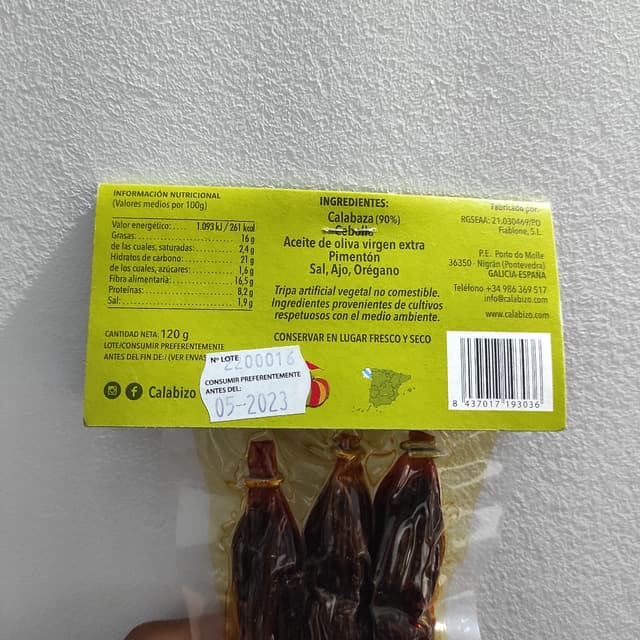 INFORMACIÓN NUTRICIONAL
(Valores medios por 100g)
Valor energético: 1.093 kJ / 261 kcal
Grasas: 16 g
de las cuales, saturadas: 2,4 g
Hidratos de carbono: 21 g
de los cuales, azúcares: 1,6 g
Fibra alimentaria: 16,5 g
Proteínas: 8,2 g
Sal: 1,9 g
CANTIDAD NETA: 120 g
LOTE/CONSUMIR PREFERENTEMENTE
ANTES DEL FIN DE: (VER ENVAS
Calabizo
Nº LOTE 2200016
CONSUMIR PREFERENTEMENTE
ANTES DEL:
05-2023
INGREDIENTES:
Calabaza (90%)
Cebolla
Aceite de oliva virgen extra
Pimentón
Sal, Ajo, Orégano
Tripa artificial vegetal no comestible.
Ingredientes provenientes de cultivos
respetuosos con el medio ambiente.
CONSERVAR EN LUGAR FRESCO Y SECO
Fabricado por:
RGSEAA: 21.030469/PO
Fiablone, S.L.
P.E. Porto do Molle
36350 - Nigrán (Pontevedra)
GALICIA-ESPAÑA
Teléfono +34 986 369 517
info@calabizo.com
www.calabizo.com
8 437017 193036